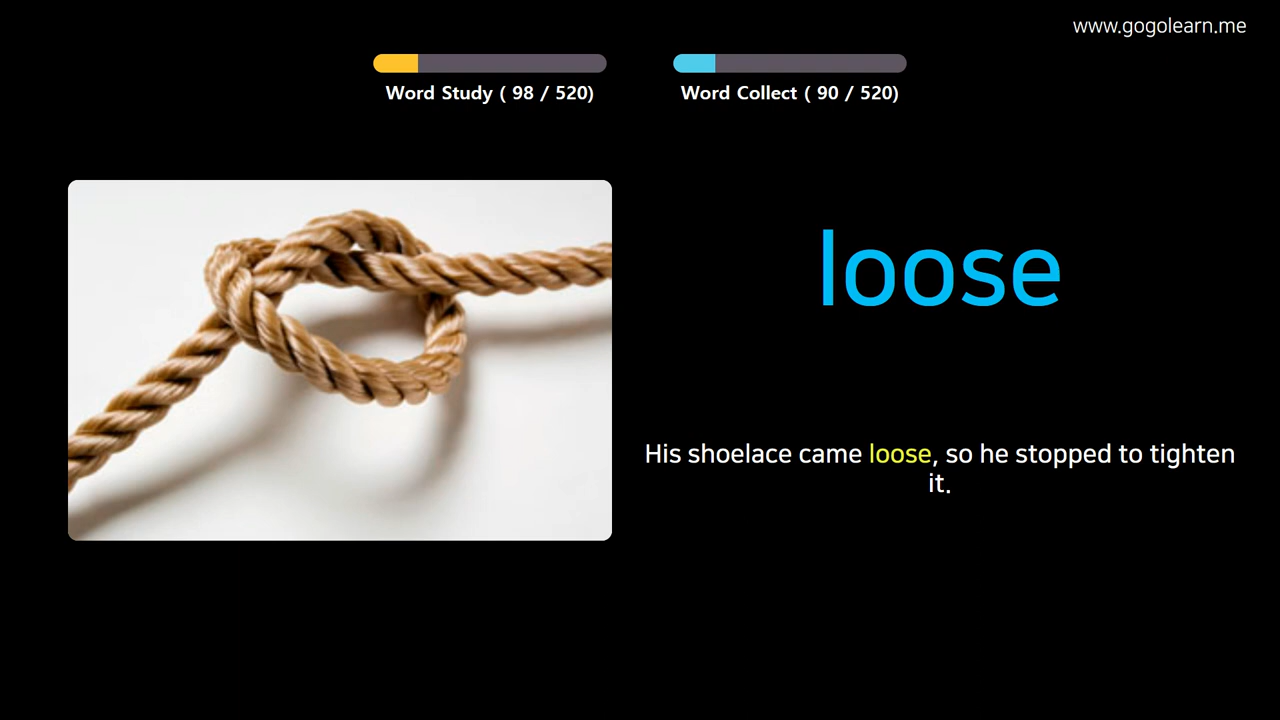 www.gogolearn.me
Word Study ( 98 / 520)
Word Collect ( 90 / 520)
loose
His shoelace came loose, so he stopped to tighten
it.